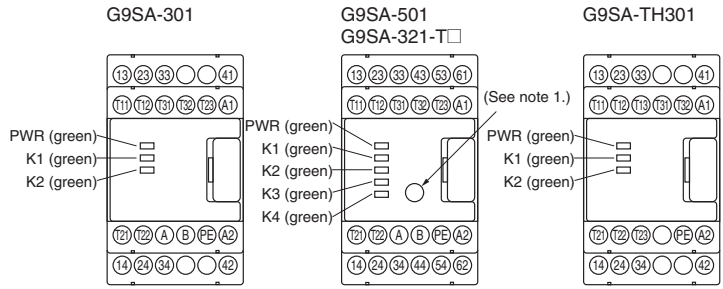 G9SA-301
G9SA-501
G9SA-321-T□
G9SA-TH301
13 23 33 41
T11 T12 T31 T32 T23 A1
PWR (green)
K1 (green)
K2 (green)
T21 T22 A B PE A2
14 24 34 42
13 23 33 43 53 61
T11 T12 T31 T32 T23 A1
(See note 1.)
PWR (green)
K1 (green)
K2 (green)
K3 (green)
K4 (green)
T21 T22 A B PE A2
14 24 34 44 54 62
13 23 33 41
T11 T12 T13 T31 T32 A1
PWR (green)
K1 (green)
K2 (green)
T21 T22 T23 PE A2
14 24 34 42